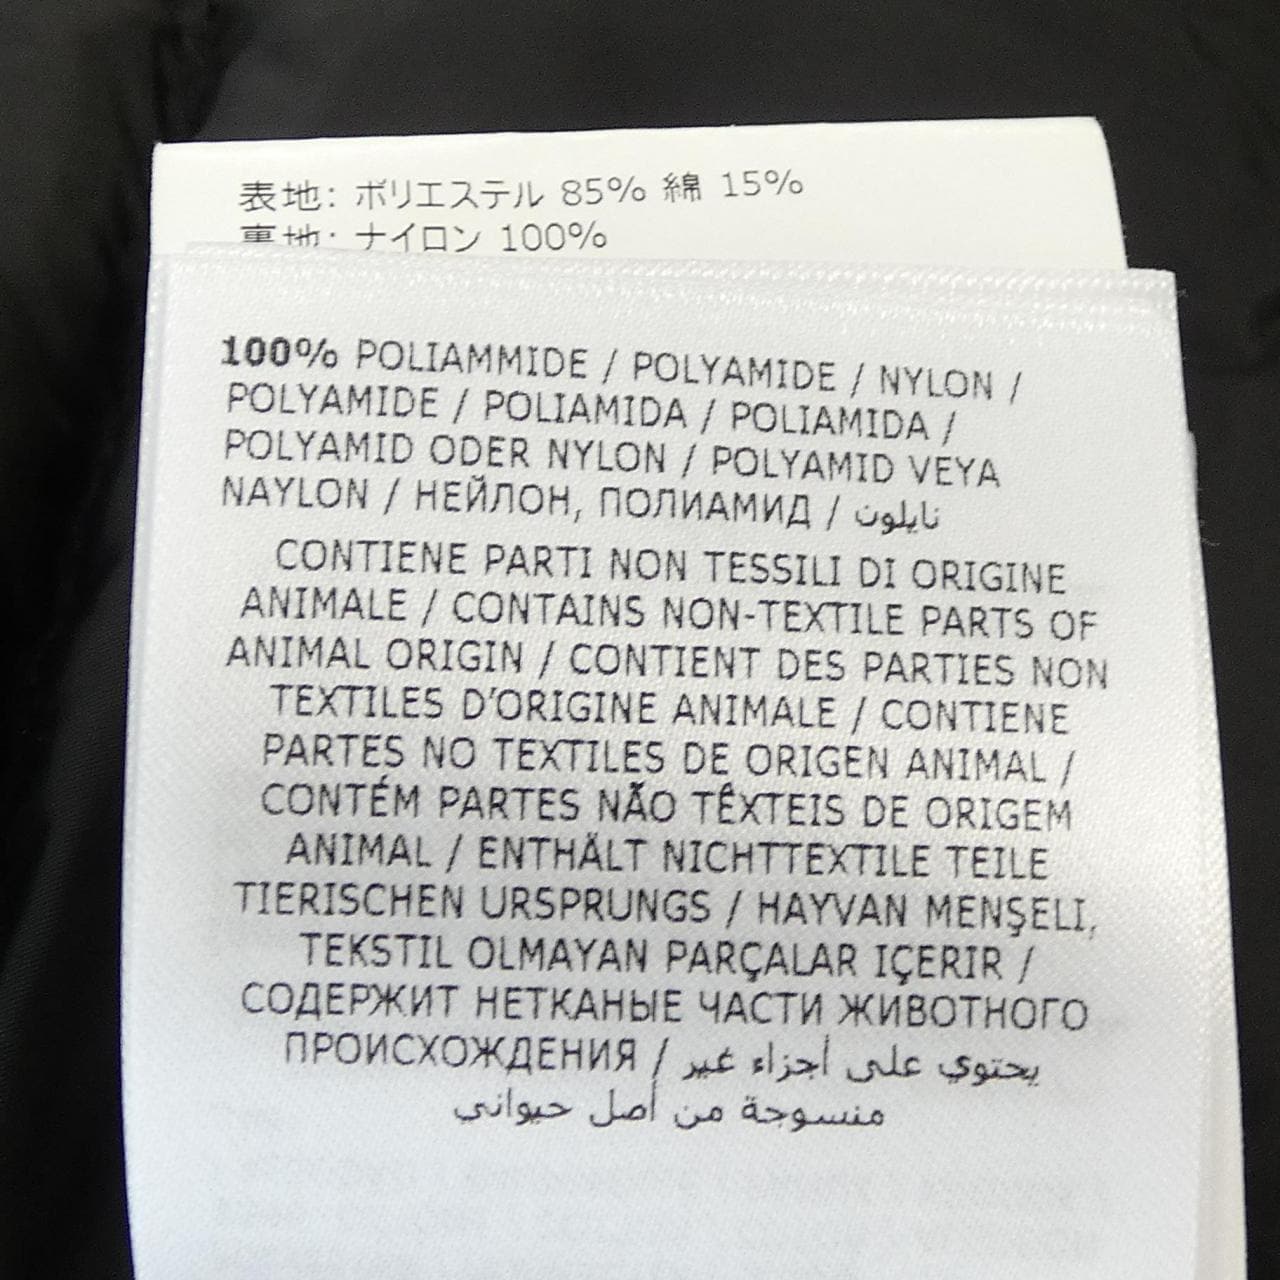 表地: ポリエステル 85% 綿 15%
裏地: ナイロン 100%
100% POLIAMMIDE / POLYAMIDE / NYLON /
POLYAMIDE / POLIAMIDA / POLIAMIDA /
POLYAMID ODER NYLON / POLYAMID VEYA
NAYLON / НЕЙЛОН, ПОЛИАМИД / نايلون
CONTIENE PARTI NON TESSILI DI ORIGINE
ANIMALE / CONTAINS NON-TEXTILE PARTS OF
ANIMAL ORIGIN / CONTIENT DES PARTIES NON
TEXTILES D'ORIGINE ANIMALE / CONTIENE
PARTES NO TEXTILES DE ORIGEN ANIMAL /
CONTÉM PARTES NÃO TÊXTEIS DE ORIGEM
ANIMAL / ENTHÄLT NICHTTEXTILE TEILE
TIERISCHEN URSPRUNGS / HAYVAN MENŞELI,
TEKSTIL OLMAYAN PARÇALAR IÇERIR /
СОДЕРЖИТ НЕТКАНЫЕ ЧАСТИ ЖИВОТНОГО
ПРОИСХОЖДЕНИЯ / يحتوي على أجزاء غير
منسوجة من أصل حيواني